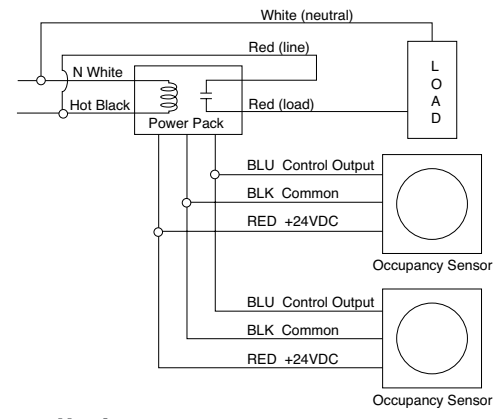 White (neutral)
Red (line)
N White
Hot Black
Red (load)
Power Pack
L
O
A
D
BLU Control Output
BLK Common
RED +24VDC
Occupancy Sensor
BLU Control Output
BLK Common
RED +24VDC
Occupancy Sensor